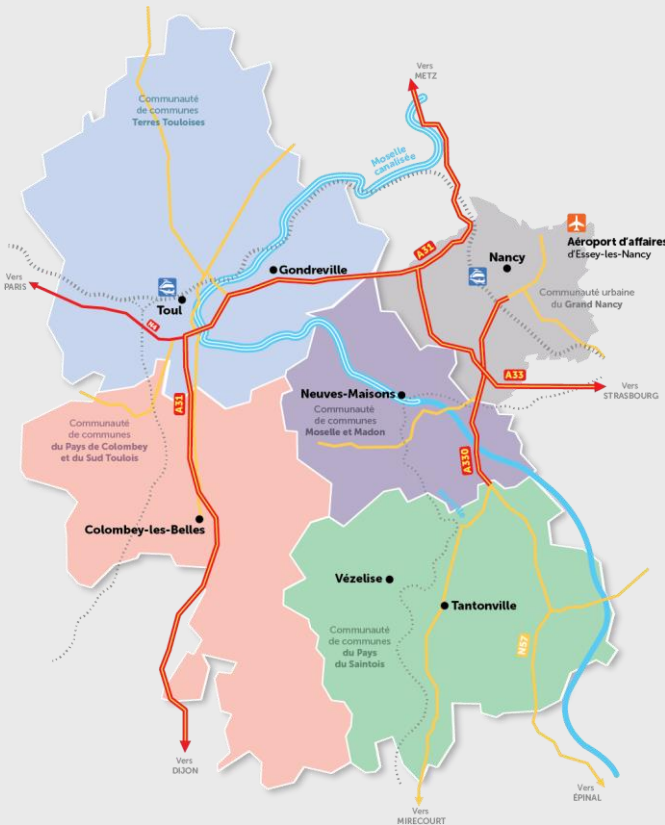 Vers
METZ
Communauté
de communes
Terres Touloises
Moselle
canalisée
A31
Aéroport d'affaires
d'Essey-les-Nancy
Nancy
Gondreville
Communauté urbaine
du Grand Nancy
Vers
PARIS
Toul
N4
A33
Vers
STRASBOURG
A31
Neuves-Maisons
Communauté
de communes
Moselle et Madon
Communauté
de communes
du Pays de Colombey
et du Sud Toulois
A330
Colombey-les-Belles
Vézelise
Tantonville
Communauté
de communes
du Pays
du Saintois
N57
Vers
DIJON
Vers
ÉPINAL
Vers
MIRECOURT